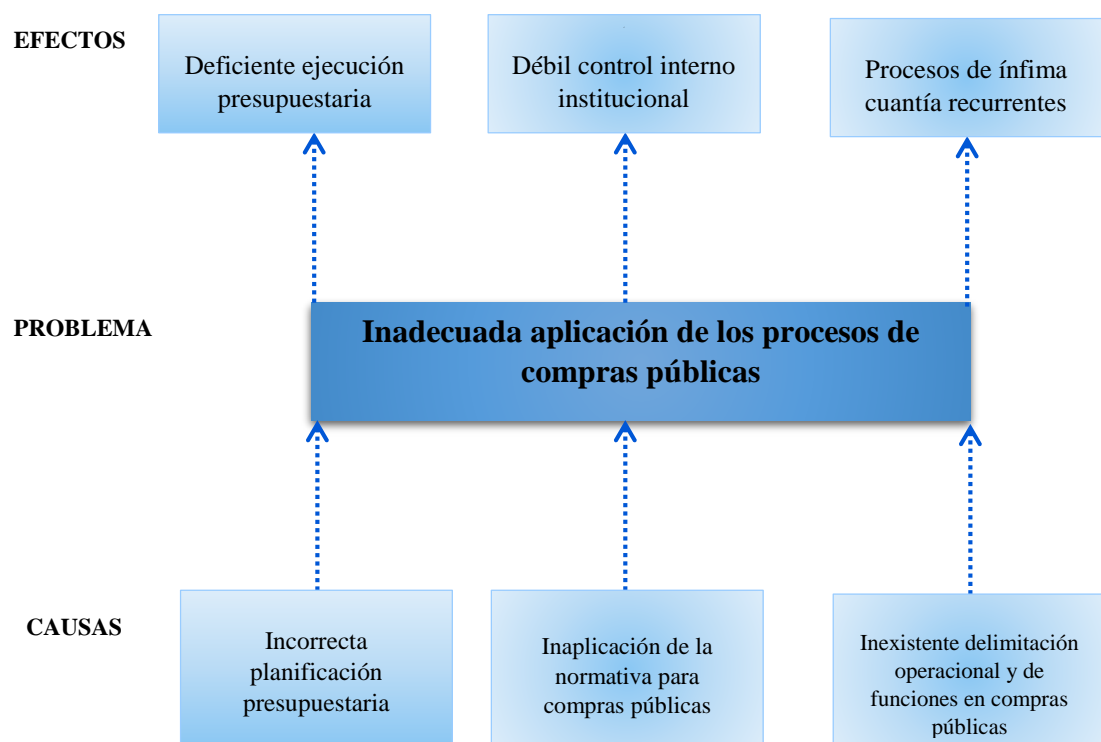 EFECTOS
Deficiente ejecución
presupuestaria
Débil control interno
institucional
Procesos de ínfima
cuantía recurrentes
PROBLEMA
Inadecuada aplicación de los procesos de
compras públicas
CAUSAS
Incorrecta
planificación
presupuestaria
Inaplicación de la
normativa para
compras públicas
Inexistente delimitación
operacional y de
funciones en compras
públicas